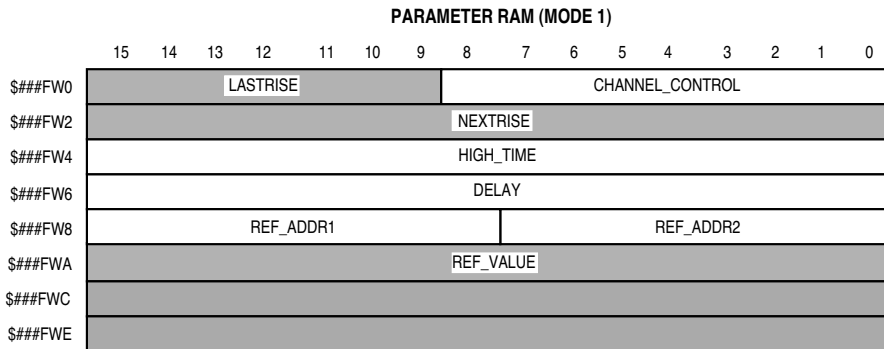 PARAMETER RAM (MODE 1)
15 14 13 12 11 10 9 8 7 6 5 4 3 2 1 0
$###FW0 LASTRISE CHANNEL_CONTROL
$###FW2 NEXTRISE
$###FW4 HIGH_TIME
$###FW6 DELAY
$###FW8 REF_ADDR1 REF_ADDR2
$###FWA REF_VALUE
$###FWC
$###FWE